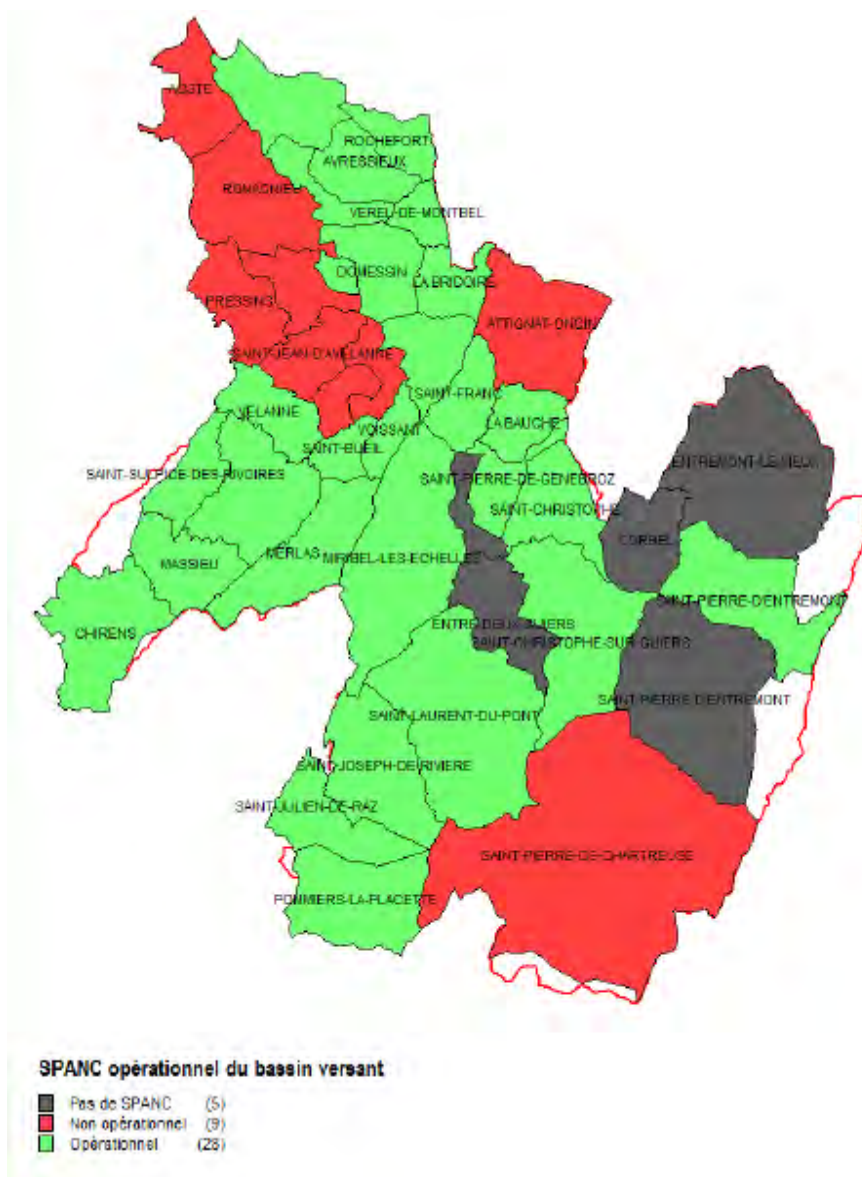 AOSTE
ROCHEFORT
AVRESSIEUX
ROMAGNIEU
VEREL-DE-MONTBEL
DOMESSIN
LA BRIDOIRE
PRESSINS
ATTIGNAT-ONCIN
SAINT-JEAN-D'AVELANNE
SAINT-FRANC
VELANNE
LA BAUCHE
VOISSANT
SAINT-BUEIL
ENTREMONT-LE-VIEUX
SAINT-SULPICE-DES-RIVOIRES
SAINT-PIERRE-DE-GENEBROZ
SAINT-CHRISTOPHE
CORBEL
MERLAS
MIRIBEL-LES-ECHELLES
MASSIEU
SAINT-PIERRE-D'ENTREMONT
ENTRE-DEUX-GUIERS
CHIRENS
SAINT-CHRISTOPHE-SUR-GUIERS
SAINT-PIERRE-D'ENTREMONT
SAINT-LAURENT-DU-PONT
SAINT-JOSEPH-DE-RIVIERE
SAINT-JULIEN-DE-RAZ
SAINT-PIERRE-DE-CHARTREUSE
POMMIERS-LA-PLACETTE
SPANC opérationnel du bassin versant
Pas de SPANC (5)
Non opérationnel (9)
Opérationnel (28)